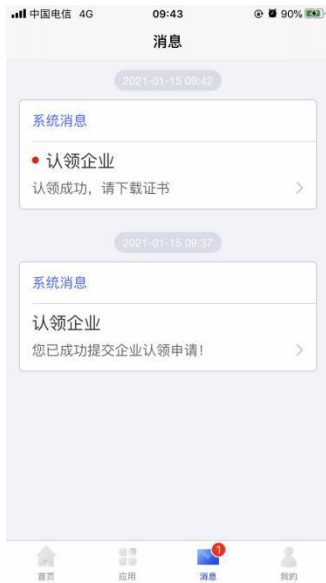 中国电信 4G 09:43 90%
消息
2021-01-15 09:42
系统消息
认领企业
认领成功，请下载证书
2021-01-15 09:37
系统消息
认领企业
您已成功提交企业认领申请！
1
首页 应用 消息 我的